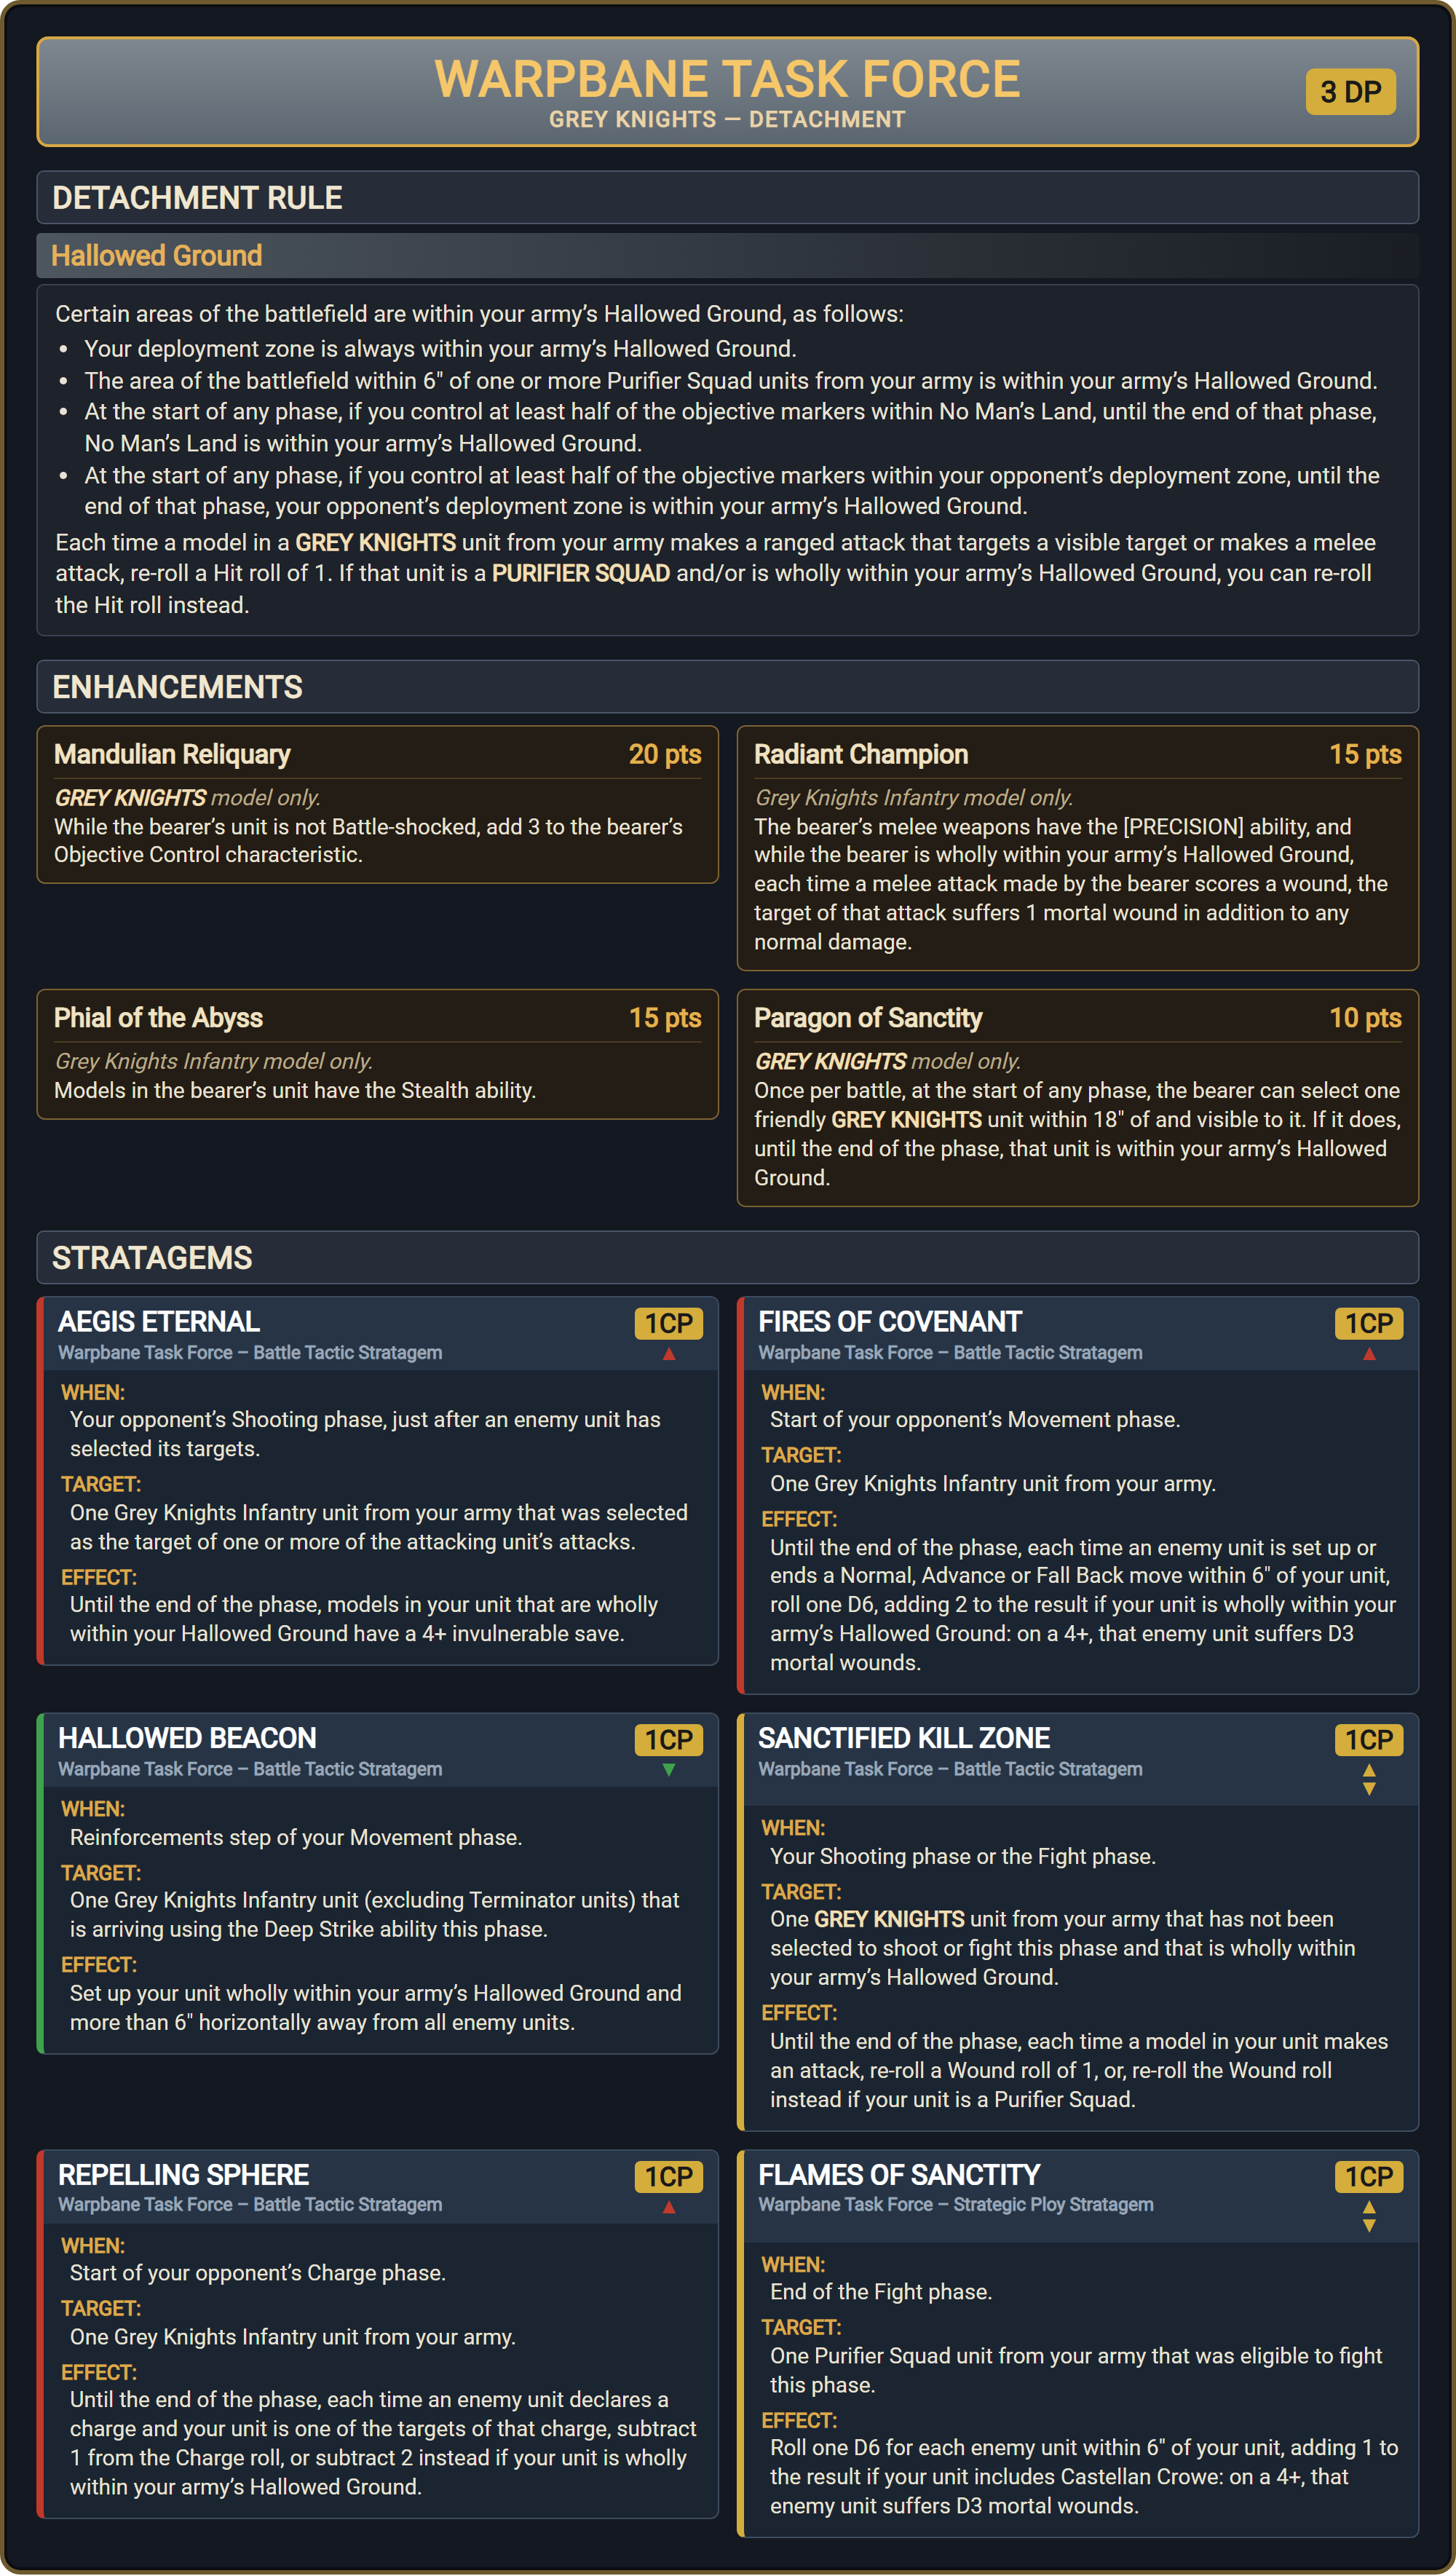 WARPBANE TASK FORCE
GREY KNIGHTS — DETACHMENT
3 DP
DETACHMENT RULE
Hallowed Ground
Certain areas of the battlefield are within your army’s Hallowed Ground, as follows:
• Your deployment zone is always within your army’s Hallowed Ground.
• The area of the battlefield within 6" of one or more Purifier Squad units from your army is within your army’s Hallowed Ground.
• At the start of any phase, if you control at least half of the objective markers within No Man’s Land, until the end of that phase,
No Man’s Land is within your army’s Hallowed Ground.
• At the start of any phase, if you control at least half of the objective markers within your opponent’s deployment zone, until the
end of that phase, your opponent’s deployment zone is within your army’s Hallowed Ground.
Each time a model in a GREY KNIGHTS unit from your army makes a ranged attack that targets a visible target or makes a melee
attack, re-roll a Hit roll of 1. If that unit is a PURIFIER SQUAD and/or is wholly within your army’s Hallowed Ground, you can re-roll
the Hit roll instead.
ENHANCEMENTS
Mandulian Reliquary 20 pts
GREY KNIGHTS model only.
While the bearer’s unit is not Battle-shocked, add 3 to the bearer’s
Objective Control characteristic.
Radiant Champion 15 pts
Grey Knights Infantry model only.
The bearer’s melee weapons have the [PRECISION] ability, and
while the bearer is wholly within your army’s Hallowed Ground,
each time a melee attack made by the bearer scores a wound, the
target of that attack suffers 1 mortal wound in addition to any
normal damage.
Phial of the Abyss 15 pts
Grey Knights Infantry model only.
Models in the bearer’s unit have the Stealth ability.
Paragon of Sanctity 10 pts
GREY KNIGHTS model only.
Once per battle, at the start of any phase, the bearer can select one
friendly GREY KNIGHTS unit within 18" of and visible to it. If it does,
until the end of the phase, that unit is within your army’s Hallowed
Ground.
STRATAGEMS
AEGIS ETERNAL 1CP
Warpbane Task Force – Battle Tactic Stratagem ▲
WHEN:
Your opponent’s Shooting phase, just after an enemy unit has
selected its targets.
TARGET:
One Grey Knights Infantry unit from your army that was selected
as the target of one or more of the attacking unit’s attacks.
EFFECT:
Until the end of the phase, models in your unit that are wholly
within your Hallowed Ground have a 4+ invulnerable save.
FIRES OF COVENANT 1CP
Warpbane Task Force – Battle Tactic Stratagem ▲
WHEN:
Start of your opponent’s Movement phase.
TARGET:
One Grey Knights Infantry unit from your army.
EFFECT:
Until the end of the phase, each time an enemy unit is set up or
ends a Normal, Advance or Fall Back move within 6" of your unit,
roll one D6, adding 2 to the result if your unit is wholly within your
army’s Hallowed Ground: on a 4+, that enemy unit suffers D3
mortal wounds.
HALLOWED BEACON 1CP
Warpbane Task Force – Battle Tactic Stratagem ▼
WHEN:
Reinforcements step of your Movement phase.
TARGET:
One Grey Knights Infantry unit (excluding Terminator units) that
is arriving using the Deep Strike ability this phase.
EFFECT:
Set up your unit wholly within your army’s Hallowed Ground and
more than 6" horizontally away from all enemy units.
SANCTIFIED KILL ZONE 1CP
Warpbane Task Force – Battle Tactic Stratagem ▲
▼
WHEN:
Your Shooting phase or the Fight phase.
TARGET:
One GREY KNIGHTS unit from your army that has not been
selected to shoot or fight this phase and that is wholly within
your army’s Hallowed Ground.
EFFECT:
Until the end of the phase, each time a model in your unit makes
an attack, re-roll a Wound roll of 1, or, re-roll the Wound roll
instead if your unit is a Purifier Squad.
REPELLING SPHERE 1CP
Warpbane Task Force – Battle Tactic Stratagem ▲
WHEN:
Start of your opponent’s Charge phase.
TARGET:
One Grey Knights Infantry unit from your army.
EFFECT:
Until the end of the phase, each time an enemy unit declares a
charge and your unit is one of the targets of that charge, subtract
1 from the Charge roll, or subtract 2 instead if your unit is wholly
within your army’s Hallowed Ground.
FLAMES OF SANCTITY 1CP
Warpbane Task Force – Strategic Ploy Stratagem ▲
▼
WHEN:
End of the Fight phase.
TARGET:
One Purifier Squad unit from your army that was eligible to fight
this phase.
EFFECT:
Roll one D6 for each enemy unit within 6" of your unit, adding 1 to
the result if your unit includes Castellan Crowe: on a 4+, that
enemy unit suffers D3 mortal wounds.